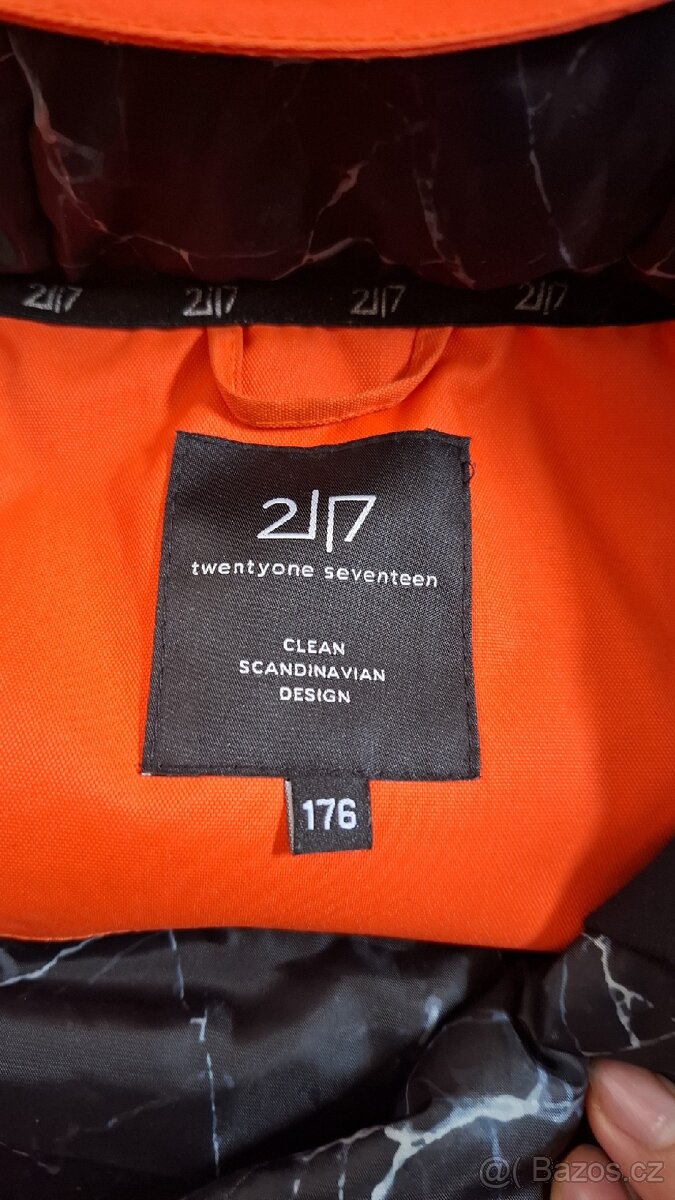 2117 2117 2117 2117
2117
twentyone seventeen
CLEAN
SCANDINAVIAN
DESIGN
176
@ Bazos.cz